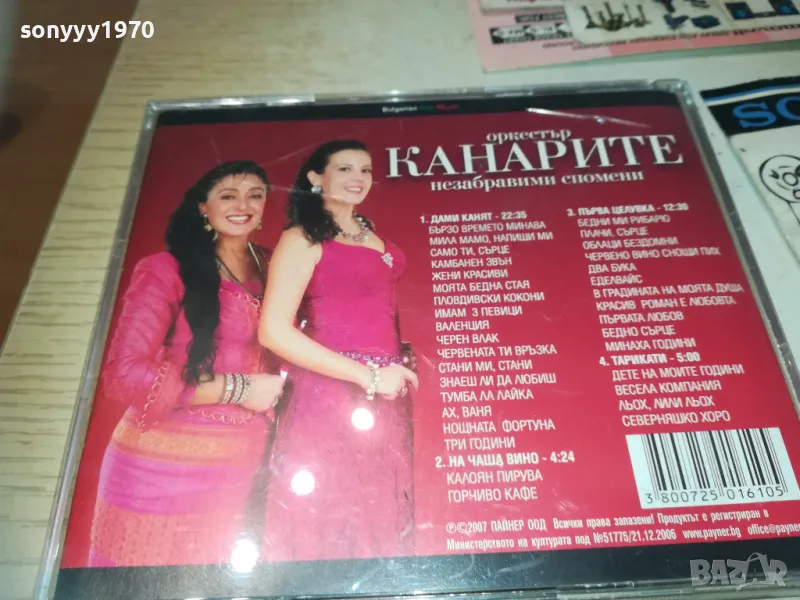 sonyyy1970
Bulgarian Folk Music
оркестър
КАНАРИТЕ
незабравими спомени
1. ДАМИ КАНЯТ - 22:35
БЪРЗО ВРЕМЕТО МИНАВА
МИЛА МАМО, НАПИШИ МИ
САМО ТИ, СЪРЦЕ
КАМБАНЕН ЗВЪН
ЖЕНИ КРАСИВИ
МОЯТА БЕДНА СТАЯ
ПЛОВДИВСКИ КОКОНИ
ИМАМ 3 ПЕВИЦИ
ВАЛЕНЦИЯ
ЧЕРЕН ВЛАК
ЧЕРВЕНАТА ТИ ВРЪЗКА
СТАНИ МИ, СТАНИ
ЗНАЕШ ЛИ ДА ЛЮБИШ
ТУМБА ЛА ЛАЙКА
АХ, ВАНЯ
НОЩНАТА ФОРТУНА
ТРИ ГОДИНИ
2. НА ЧАША ВИНО - 4:24
КАЛОЯН ПИРУВА
ГОРЧИВО КАФЕ
3. ПЪРВА ЦЕЛУВКА - 12:30
БЕДНИ МИ РИБАРЮ
ПЛАЧИ, СЪРЦЕ
ОБЛАЦИ БЕЗДОМНИ
ЧЕРВЕНО ВИНО СНОЩИ ПИХ
ДВА БУКА
ЕДЕЛВАЙС
В ГРАДИНАТА НА МОЯТА ДУША
КРАСИВ РОМАН Е ЛЮБОВТА
ПЪРВАТА ЛЮБОВ
БЕДНО СЪРЦЕ
МИНАХА ГОДИНИ
4. ТАРИКАТИ - 5:00
ДЕТЕ НА МОИТЕ ГОДИНИ
ВЕСЕЛА КОМПАНИЯ
ЛЬОХ, ЛИЛИ ЛЬОХ
СЕВЕРНЯШКО ХОРО
3 800725 016105
℗©2007 ПАЙНЕР ООД Всички права запазени! Продуктът е регистриран в
Министерството на културата под №51775/21.12.2006 www.payner.bg office@payner
BAZAR